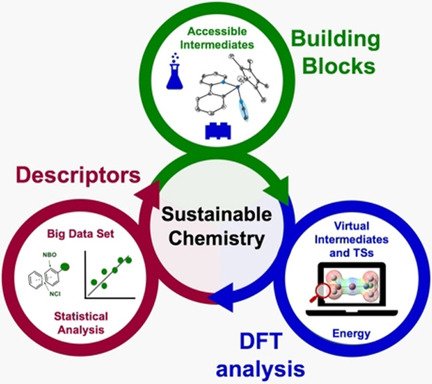 Accessible
Intermediates
Building
Blocks
Descriptors
Sustainable
Chemistry
Big Data Set
NBO
NCI
Statistical
Analysis
Virtual
Intermediates
and TSs
Energy
DFT
analysis